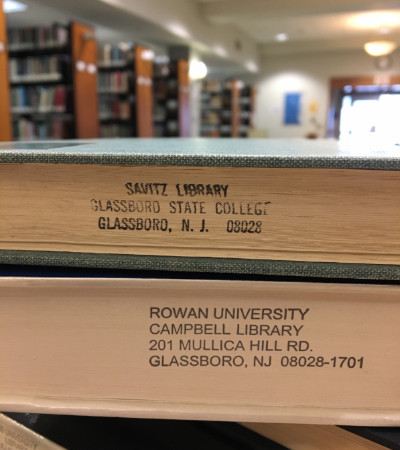 SAVITZ LIBRARY
GLASSBORO STATE COLLEGE
GLASSBORO, N. J. 08028
ROWAN UNIVERSITY
CAMPBELL LIBRARY
201 MULLICA HILL RD.
GLASSBORO, NJ 08028-1701